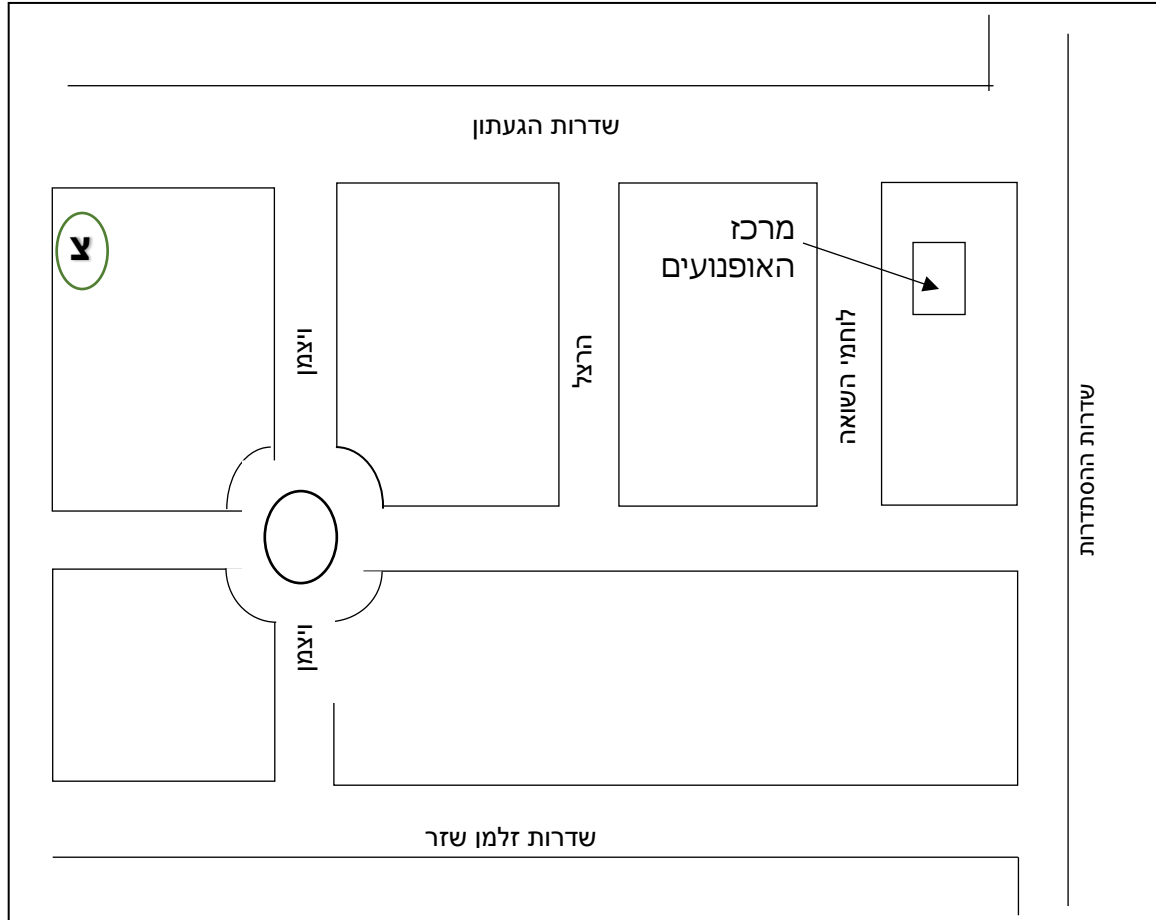 שדרות הגעתון
צ
מרכז
האופנועים
ויצמן
הרצל
לוחמי השואה
שדרות ההסתדרות
ויצמן
שדרות זלמן שזר